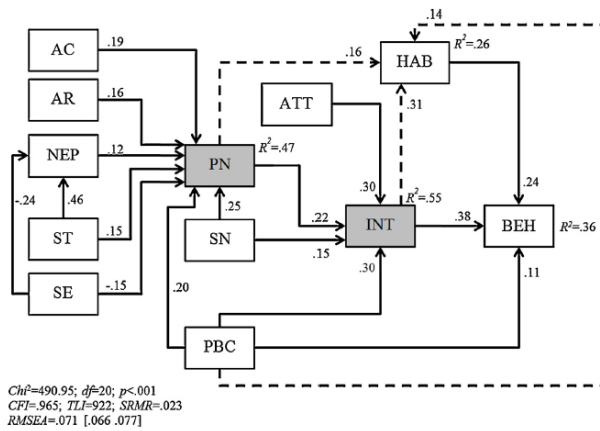 .14
AC
.19
HAB
R²=.26
.16
AR
.16
ATT
.31
NEP
.12
PN
R²=.47
-.24
.46
.30
.24
.25
R²=.55
ST
.15
SN
.22
INT
.38
BEH
R²=.36
.15
SE
-.15
.20
.30
.11
PBC
Chi²=490.95; df=20; p<.001
CFI=.965; TLI=922; SRMR=.023
RMSEA=.071 [.066 .077]